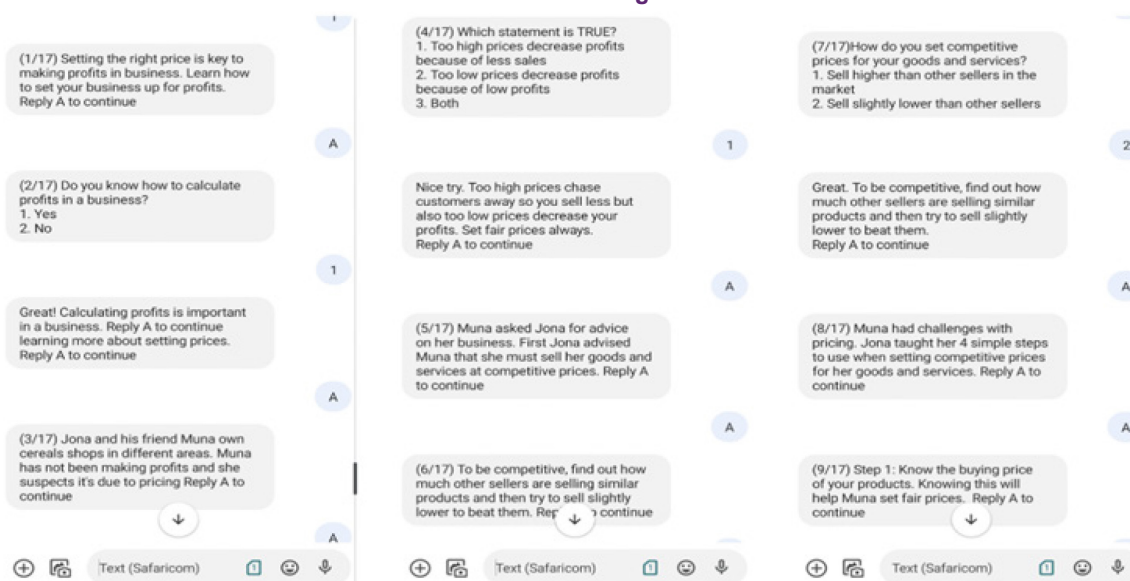 (1/17) Setting the right price is key to
making profits in business. Learn how
to set your business up for profits.
Reply A to continue
A
(2/17) Do you know how to calculate
profits in a business?
1. Yes
2. No
1
Great! Calculating profits is important
in a business. Reply A to continue
learning more about setting prices.
Reply A to continue
A
(3/17) Jona and his friend Muna own
cereals shops in different areas. Muna
has not been making profits and she
suspects it's due to pricing Reply A to
continue
A
Text (Safaricom)
1
(4/17) Which statement is TRUE?
1. Too high prices decrease profits
because of less sales
2. Too low prices decrease profits
because of low profits
3. Both
1
Nice try. Too high prices chase
customers away so you sell less but
also too low prices decrease your
profits. Set fair prices always.
Reply A to continue
A
(5/17) Muna asked Jona for advice
on her business. First Jona advised
Muna that she must sell her goods and
services at competitive prices. Reply A
to continue
A
(6/17) To be competitive, find out how
much other sellers are selling similar
products and then try to sell slightly
lower to beat them. continue
Text (Safaricom)
1
(7/17)How do you set competitive
prices for your goods and services?
1. Sell higher than other sellers in the
market
2. Sell slightly lower than other sellers
2
Great. To be competitive, find out how
much other sellers are selling similar
products and then try to sell slightly
lower to beat them.
Reply A to continue
A
(8/17) Muna had challenges with
pricing. Jona taught her 4 simple steps
to use when setting competitive prices
for her goods and services. Reply A to
continue
A
(9/17) Step 1: Know the buying price
of your products. Knowing this will
help Muna set fair prices. Reply A to
continue
Text (Safaricom)
1